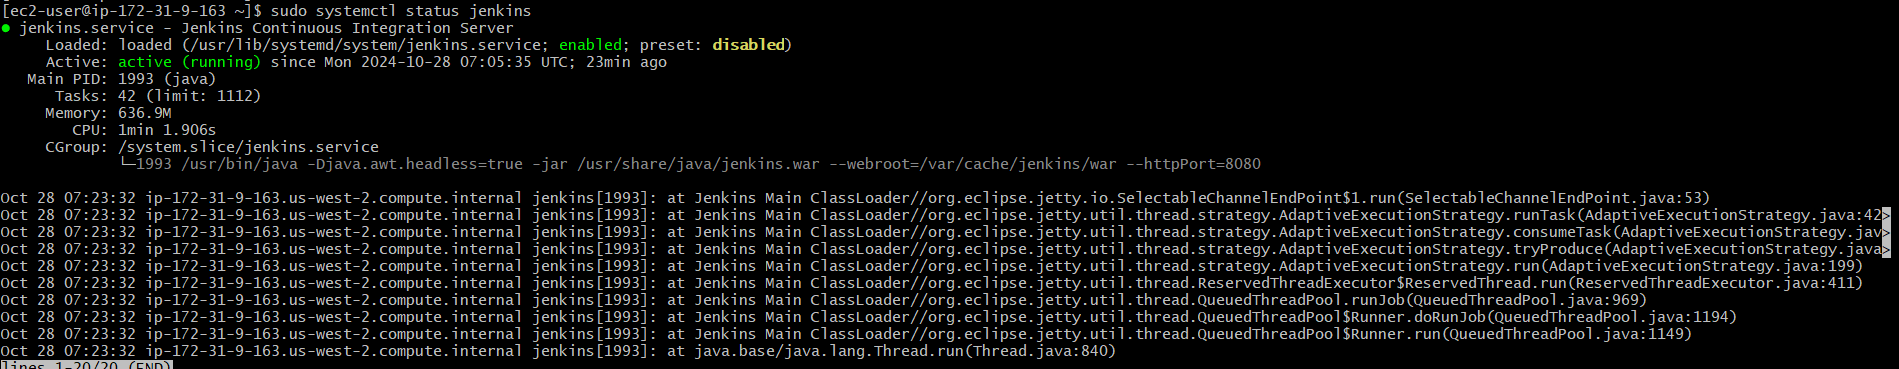 [ec2-user@ip-172-31-9-163 ~]$ sudo systemctl status jenkins
● jenkins.service - Jenkins Continuous Integration Server
     Loaded: loaded (/usr/lib/systemd/system/jenkins.service; enabled; preset: disabled)
     Active: active (running) since Mon 2024-10-28 07:05:35 UTC; 23min ago
   Main PID: 1993 (java)
      Tasks: 42 (limit: 1112)
     Memory: 636.9M
        CPU: 1min 1.906s
     CGroup: /system.slice/jenkins.service
             └─1993 /usr/bin/java -Djava.awt.headless=true -jar /usr/share/java/jenkins.war --webroot=/var/cache/jenkins/war --httpPort=8080

Oct 28 07:23:32 ip-172-31-9-163.us-west-2.compute.internal jenkins[1993]: at Jenkins Main ClassLoader//org.eclipse.jetty.io.SelectableChannelEndPoint$1.run(SelectableChannelEndPoint.java:53)
Oct 28 07:23:32 ip-172-31-9-163.us-west-2.compute.internal jenkins[1993]: at Jenkins Main ClassLoader//org.eclipse.jetty.util.thread.strategy.AdaptiveExecutionStrategy.runTask(AdaptiveExecutionStrategy.java:42>
Oct 28 07:23:32 ip-172-31-9-163.us-west-2.compute.internal jenkins[1993]: at Jenkins Main ClassLoader//org.eclipse.jetty.util.thread.strategy.AdaptiveExecutionStrategy.consumeTask(AdaptiveExecutionStrategy.jav>
Oct 28 07:23:32 ip-172-31-9-163.us-west-2.compute.internal jenkins[1993]: at Jenkins Main ClassLoader//org.eclipse.jetty.util.thread.strategy.AdaptiveExecutionStrategy.tryProduce(AdaptiveExecutionStrategy.java>
Oct 28 07:23:32 ip-172-31-9-163.us-west-2.compute.internal jenkins[1993]: at Jenkins Main ClassLoader//org.eclipse.jetty.util.thread.strategy.AdaptiveExecutionStrategy.run(AdaptiveExecutionStrategy.java:199)
Oct 28 07:23:32 ip-172-31-9-163.us-west-2.compute.internal jenkins[1993]: at Jenkins Main ClassLoader//org.eclipse.jetty.util.thread.ReservedThreadExecutor$ReservedThread.run(ReservedThreadExecutor.java:411)
Oct 28 07:23:32 ip-172-31-9-163.us-west-2.compute.internal jenkins[1993]: at Jenkins Main ClassLoader//org.eclipse.jetty.util.thread.QueuedThreadPool.runJob(QueuedThreadPool.java:969)
Oct 28 07:23:32 ip-172-31-9-163.us-west-2.compute.internal jenkins[1993]: at Jenkins Main ClassLoader//org.eclipse.jetty.util.thread.QueuedThreadPool$Runner.doRunJob(QueuedThreadPool.java:1194)
Oct 28 07:23:32 ip-172-31-9-163.us-west-2.compute.internal jenkins[1993]: at Jenkins Main ClassLoader//org.eclipse.jetty.util.thread.QueuedThreadPool$Runner.run(QueuedThreadPool.java:1149)
Oct 28 07:23:32 ip-172-31-9-163.us-west-2.compute.internal jenkins[1993]: at java.base/java.lang.Thread.run(Thread.java:840)
lines 1-20/20 (END)